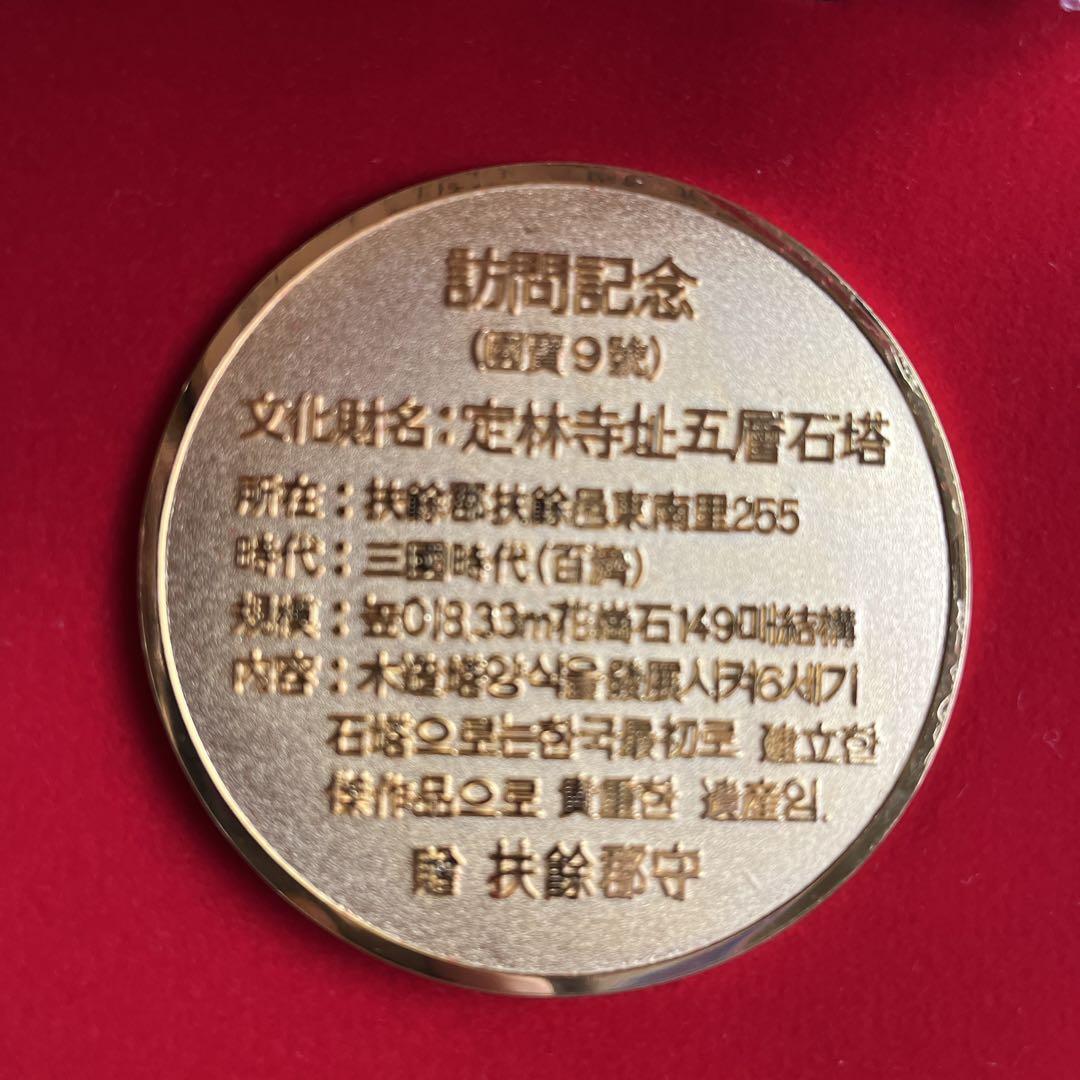 訪問記念
(國寶9號)
文化財名:定林寺址五層石塔
所在:扶餘郡扶餘邑東南里255
時代:三國時代(百濟)
規模:높이8.33m花崗石149매結構
内容:木造塔양식을發展시켜6세기
石塔으로는한국最初로 建立한
傑作品으로 貴重한 遺産임.
贈 扶餘郡守